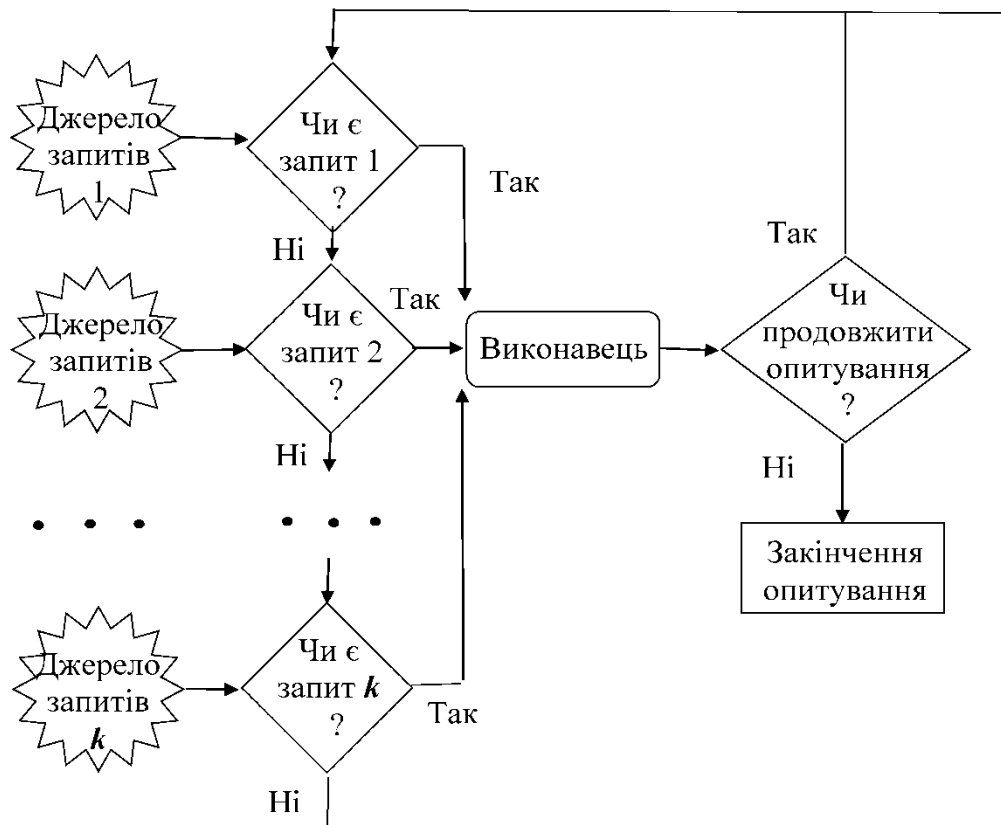 Джерело
запитів
1
Чи є
запит 1
?
Так
Ні
Джерело
запитів
2
Чи є
запит 2
?
Так
Ні
Виконавець
Так
Чи
продовжити
опитування
?
Ні
Закінчення
опитування
• • •
• • •
Джерело
запитів
k
Чи є
запит k
?
Так
Ні